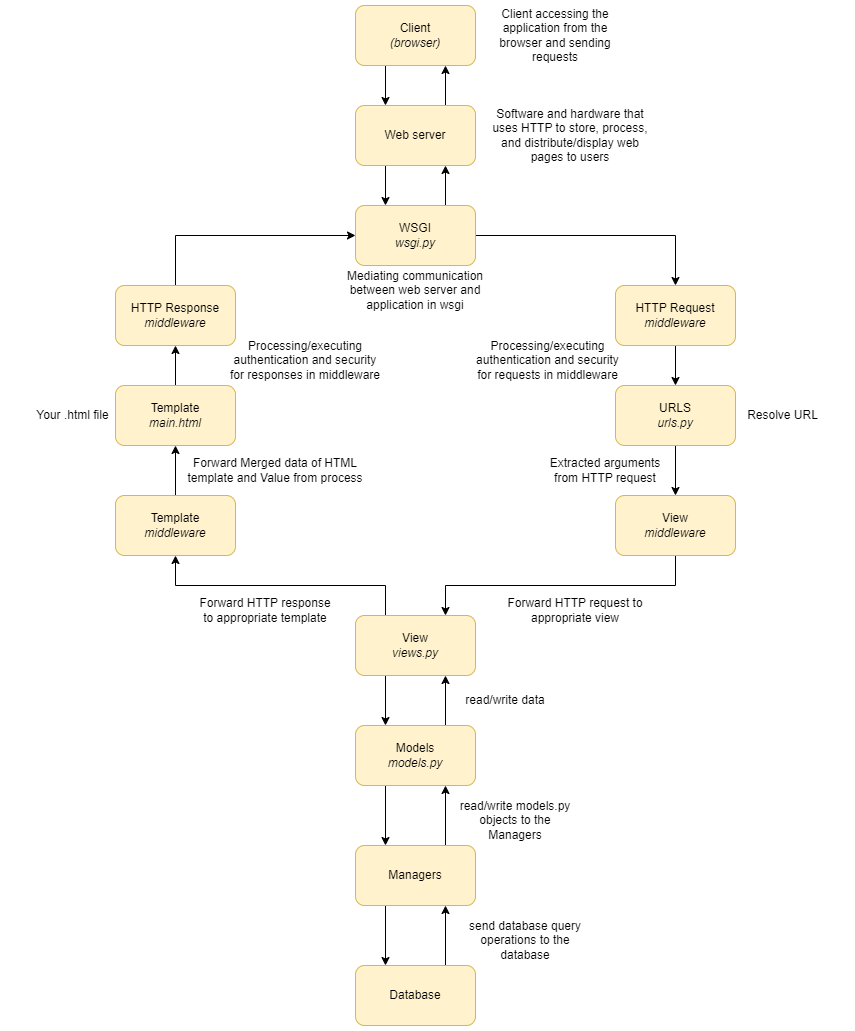 Client
(browser)
Client accessing the
application from the
browser and sending
requests
Web server
Software and hardware that
uses HTTP to store, process,
and distribute/display web
pages to users
WSGI
wsgi.py
Mediating communication
between web server and
application in wsgi
HTTP Response
middleware
HTTP Request
middleware
Processing/executing
authentication and security
for responses in middleware
Processing/executing
authentication and security
for requests in middleware
Your .html file
Template
main.html
URLS
urls.py
Resolve URL
Forward Merged data of HTML
template and Value from process
Extracted arguments
from HTTP request
Template
middleware
View
middleware
Forward HTTP response
to appropriate template
Forward HTTP request to
appropriate view
View
views.py
read/write data
Models
models.py
read/write models.py
objects to the
Managers
Managers
send database query
operations to the
database
Database